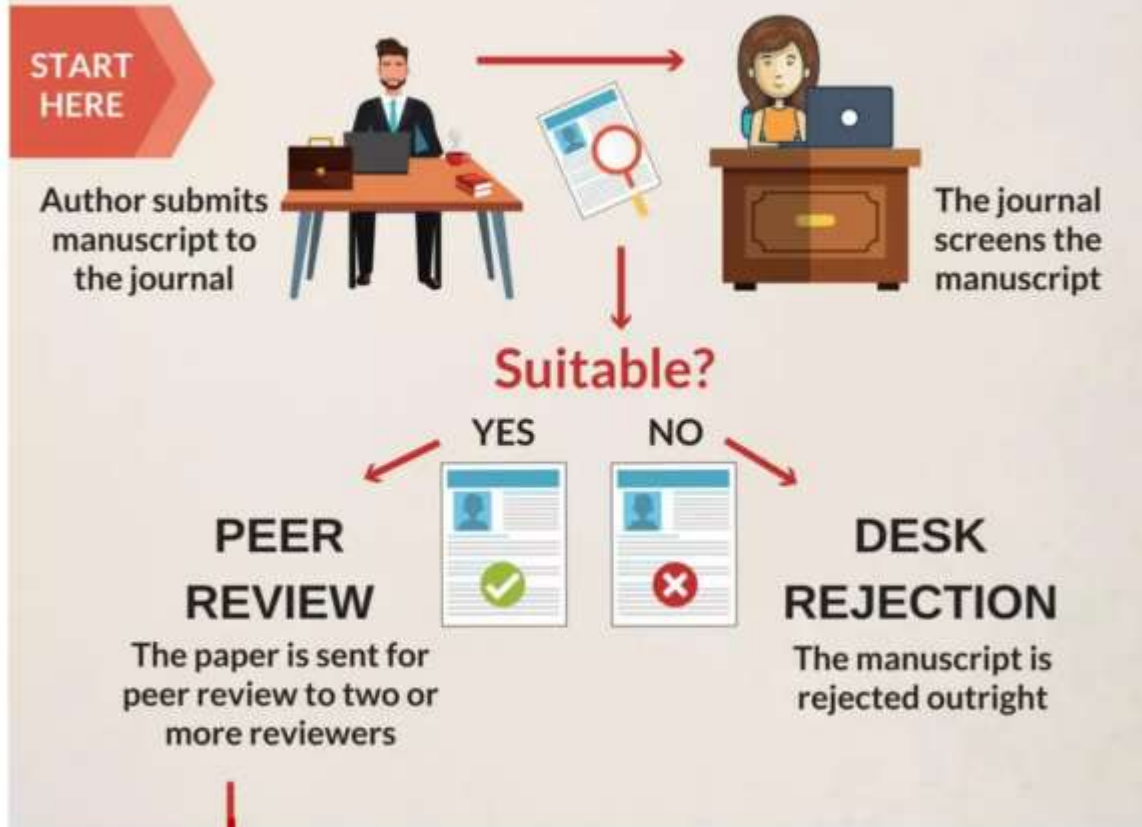 START
HERE
Author submits
manuscript to
the journal
The journal
screens the
manuscript
Suitable?
YES
NO
PEER
REVIEW
The paper is sent for
peer review to two or
more reviewers
DESK
REJECTION
The manuscript is
rejected outright